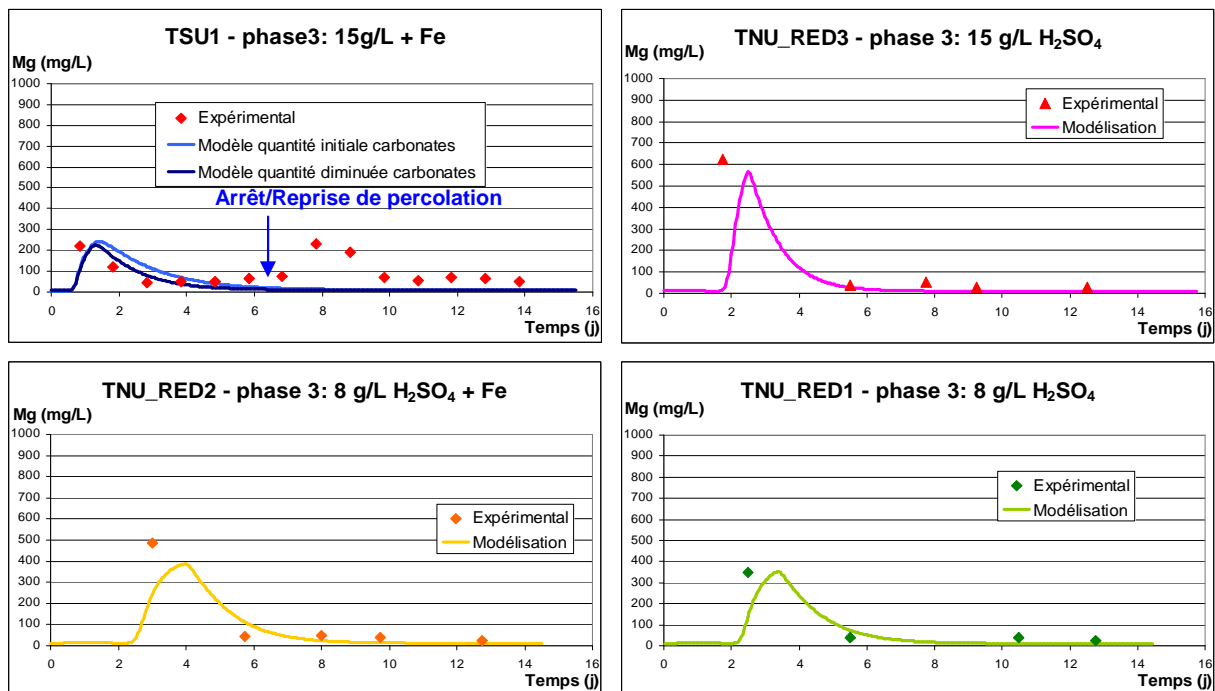 TSU1 - phase3: 15g/L + Fe
Mg (mg/L)
1000
900
800
700
600
500
400
300
200
100
0
Expérimental
Modèle quantité initiale carbonates
Modèle quantité diminuée carbonates
Arrêt/Reprise de percolation
0 2 4 6 8 10 12 14 16
Temps (j)
TNU_RED3 - phase 3: 15 g/L H₂SO₄
Mg (mg/L)
1000
900
800
700
600
500
400
300
200
100
0
Expérimental
Modélisation
0 2 4 6 8 10 12 14 16
Temps (j)
TNU_RED2 - phase 3: 8 g/L H₂SO₄ + Fe
Mg (mg/L)
1000
900
800
700
600
500
400
300
200
100
0
Expérimental
Modélisation
0 2 4 6 8 10 12 14 16
Temps (j)
TNU_RED1 - phase 3: 8 g/L H₂SO₄
Mg (mg/L)
1000
900
800
700
600
500
400
300
200
100
0
Expérimental
Modélisation
0 2 4 6 8 10 12 14 16
Temps (j)